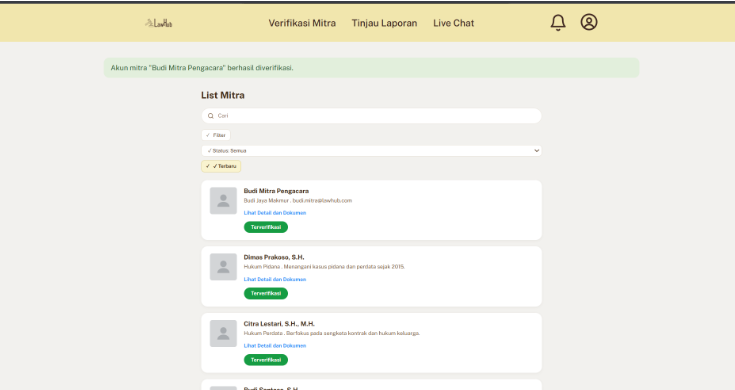 LawHub
Verifikasi Mitra Tinjau Laporan Live Chat
Akun mitra "Budi Mitra Pengacara" berhasil diverifikasi.
List Mitra
Cari
✓ Filter
✓ Status: Semua
✓ ✓ Terbaru
Budi Mitra Pengacara
Budi Jaya Makmur : budi.mitra@lawhub.com
Lihat Detail dan Dokumen
Terverifikasi
Dimas Prakoso, S.H.
Hukum Pidana : Menangani kasus pidana dan perdata sejak 2015.
Lihat Detail dan Dokumen
Terverifikasi
Citra Lestari, S.H., M.H.
Hukum Perdata : Berfokus pada sengketa kontrak dan hukum keluarga.
Lihat Detail dan Dokumen
Terverifikasi
Budi Santoso, S.H.